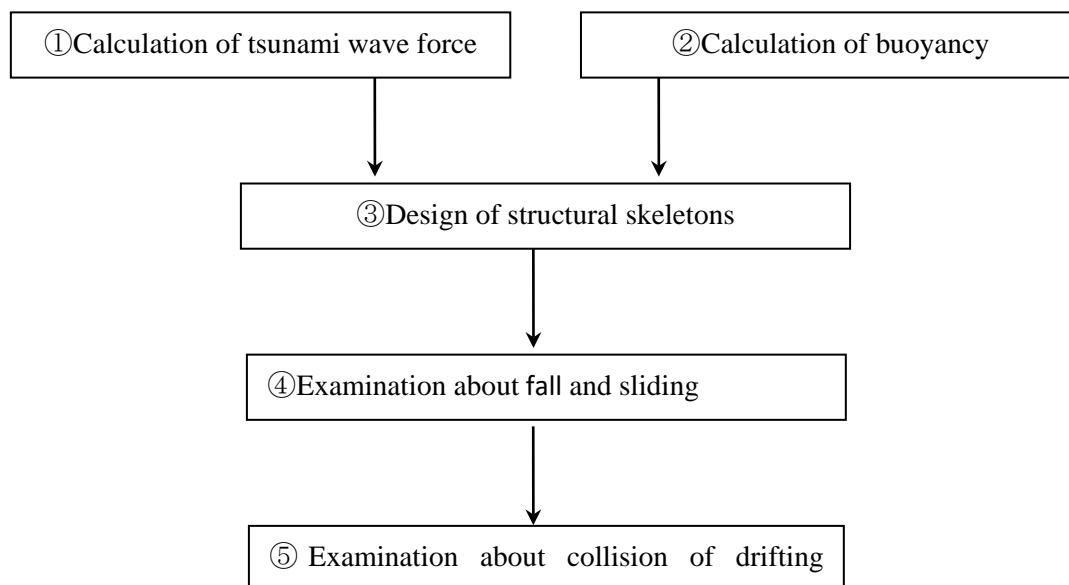 ①Calculation of tsunami wave force
②Calculation of buoyancy
③Design of structural skeletons
④Examination about fall and sliding
⑤ Examination about collision of drifting